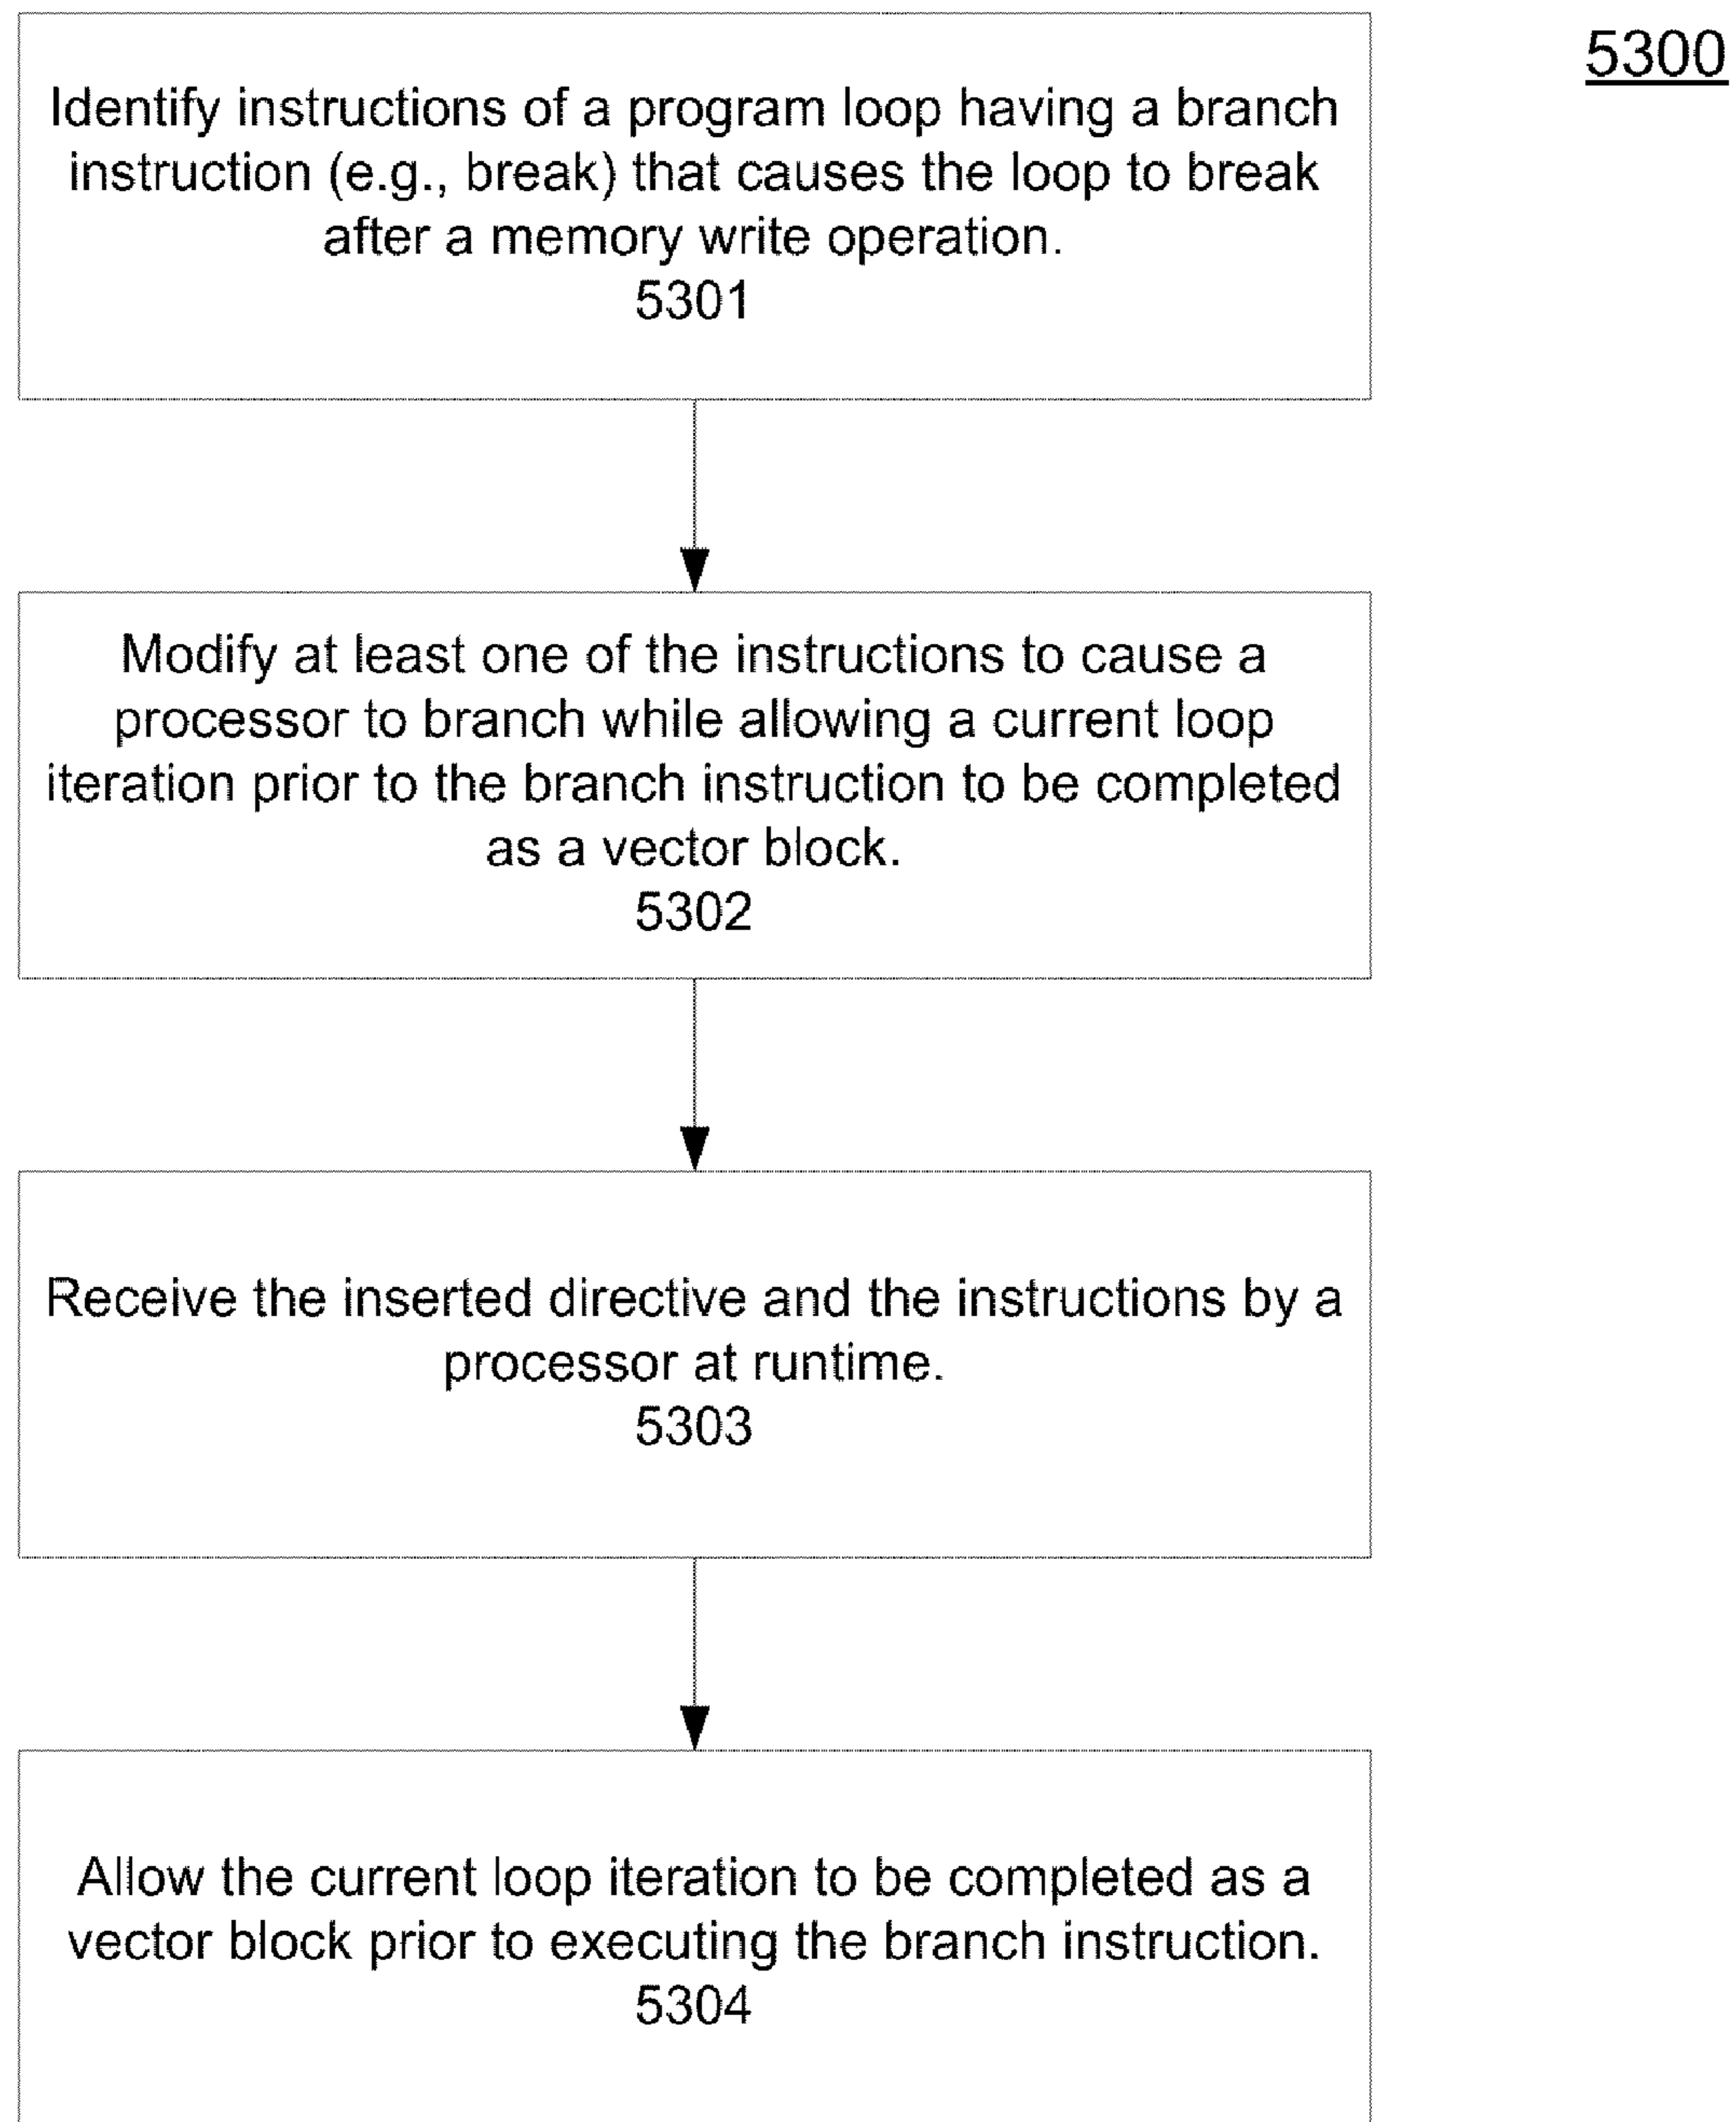 5300
Identify instructions of a program loop having a branch
instruction (e.g., break) that causes the loop to break
after a memory write operation.
5301
Modify at least one of the instructions to cause a
processor to branch while allowing a current loop
iteration prior to the branch instruction to be completed
as a vector block.
5302
Receive the inserted directive and the instructions by a
processor at runtime.
5303
Allow the current loop iteration to be completed as a
vector block prior to executing the branch instruction.
5304